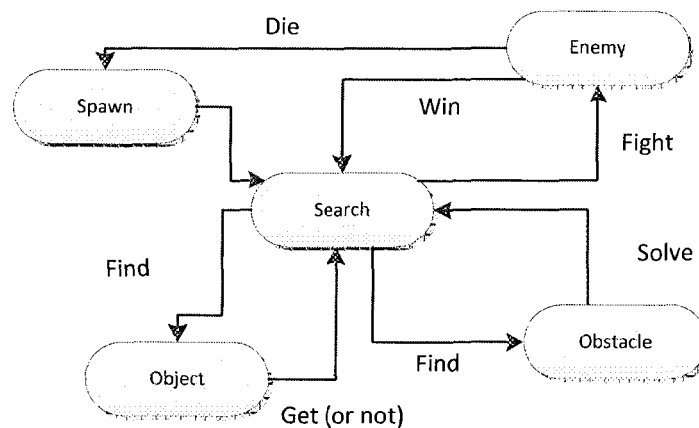 Die
Enemy
Spawn
Win
Fight
Search
Find
Solve
Obstacle
Find
Object
Get (or not)